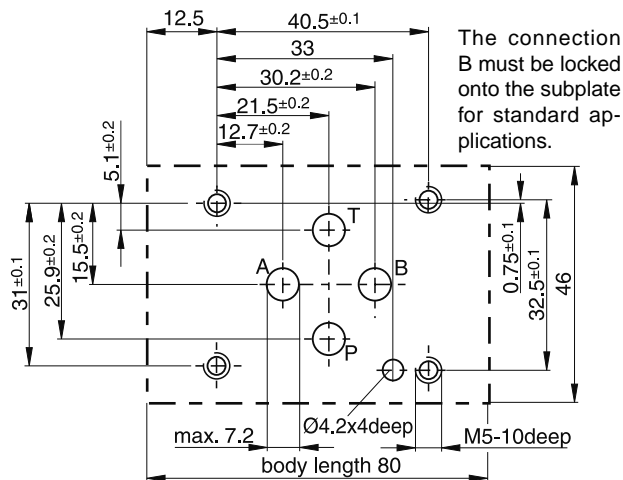 12.5
40.5±0.1
33
30.2±0.2
21.5±0.2
12.7±0.2
The connection
B must be locked
onto the subplate
for standard ap-
plications.
5.1±0.2
15.5±0.2
25.9±0.2
31±0.1
T
A
B
P
0.75±0.1
32.5±0.1
46
max. 7.2
Ø4.2x4deep
M5-10deep
body length 80